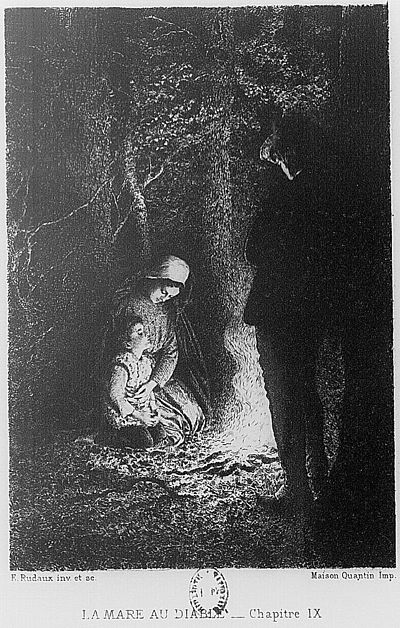 E. Rudaux inv. et sc. Maison Quantin Imp.
LA MARE AU DIABLE _ Chapitre IX